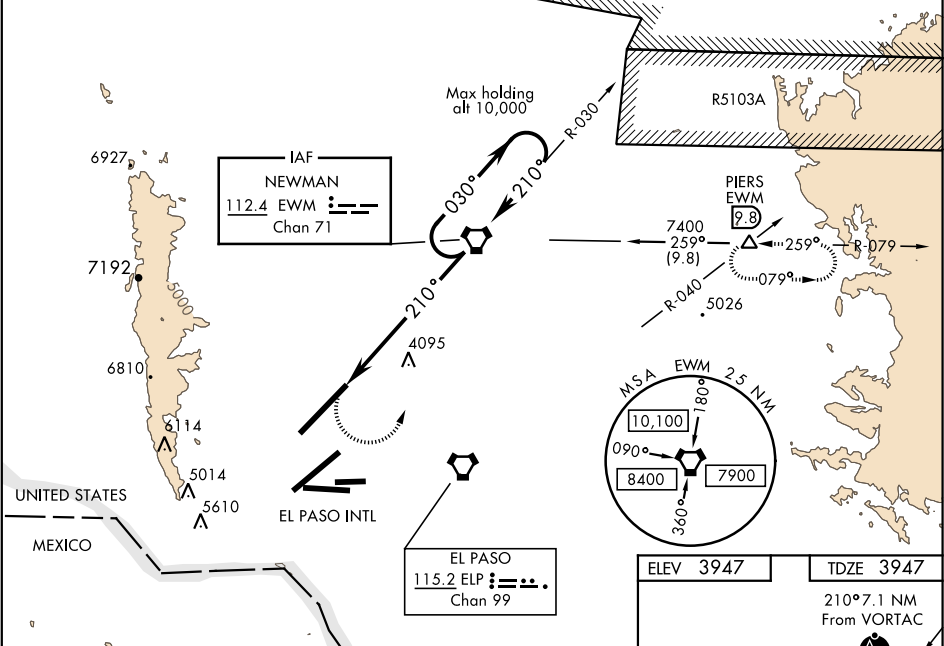 Max holding
alt 10,000
R-030
R5103A
6927
IAF
NEWMAN
112.4 EWM
Chan 71
030°
210°
PIERS
EWM
9.8
7400
259°
(9.8)
259°
R-079
079°
R-040
5026
7192
5000
210°
4095
6810
6114
5014
5610
UNITED STATES
MEXICO
EL PASO INTL
MSA EWM 25 NM
180°
10,100
090°
8400
7900
360°
EL PASO
115.2 ELP
Chan 99
ELEV 3947
TDZE 3947
210° 7.1 NM
From VORTAC